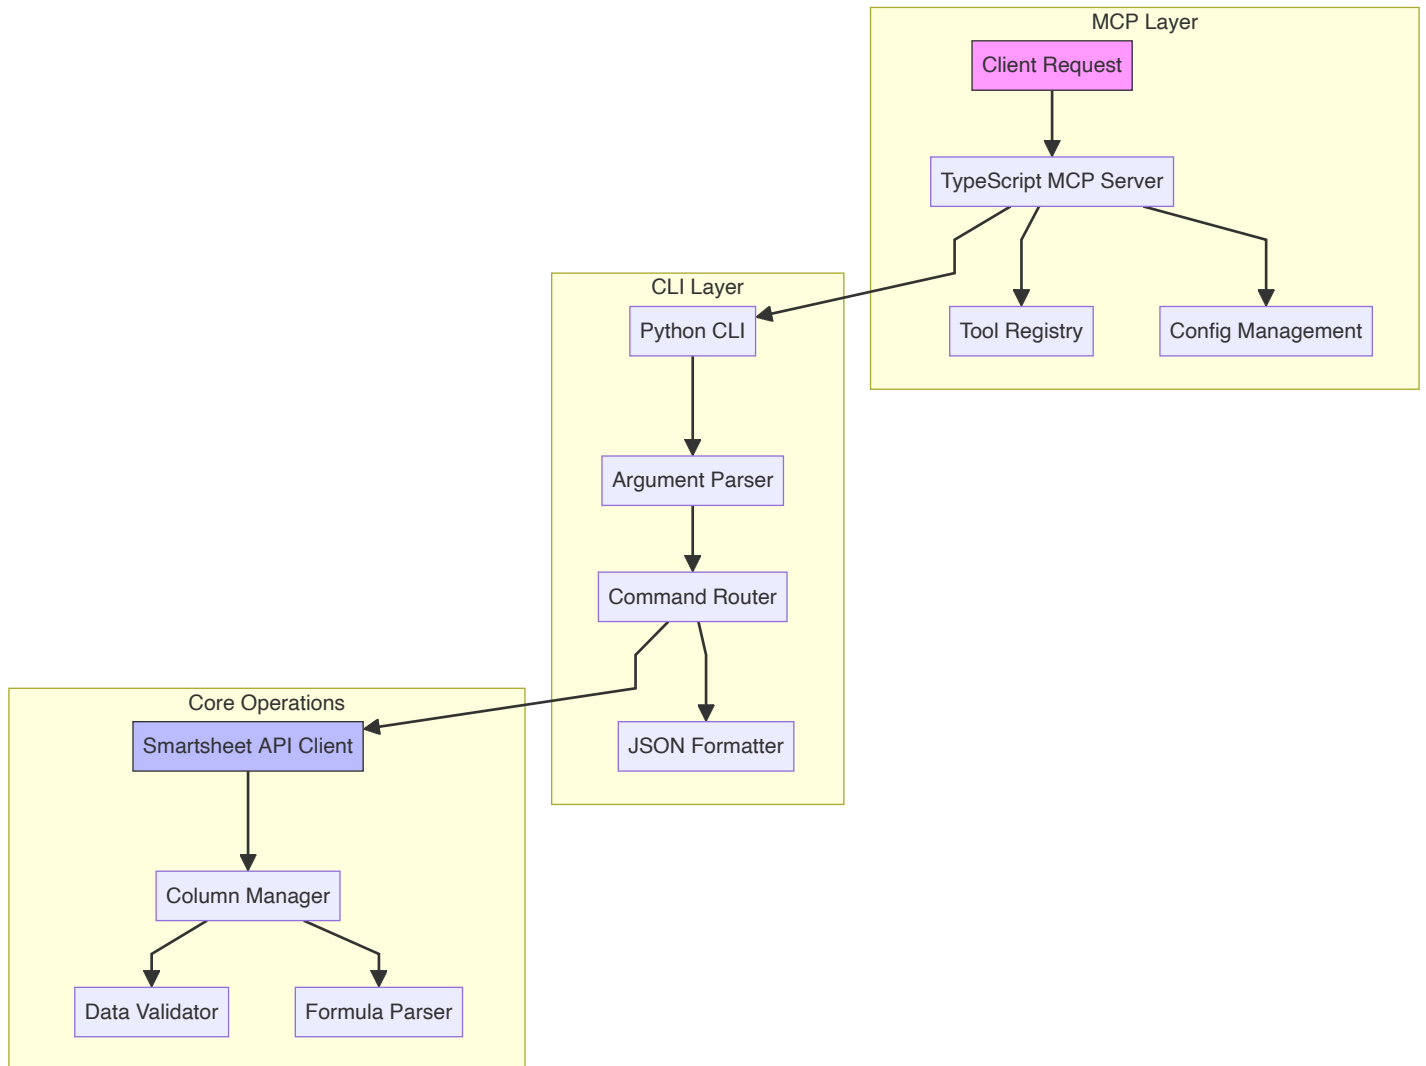 MCP Layer
Client Request
TypeScript MCP Server
Tool Registry
Config Management
CLI Layer
Python CLI
Argument Parser
Command Router
JSON Formatter
Core Operations
Smartsheet API Client
Column Manager
Data Validator
Formula Parser